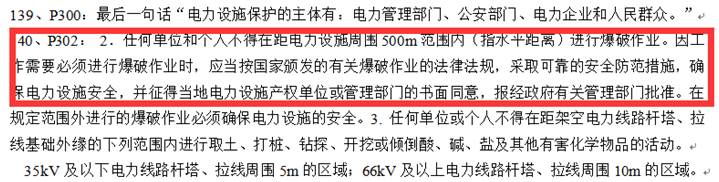 139、P300：最后一句话“电力设施保护的主体有：电力管理部门、公安部门、电力企业和人民群众。”
40、P302： 2．任何单位和个人不得在距电力设施周围500m范围内（指水平距离）进行爆破作业。因工
作需要必须进行爆破作业时，应当按国家颁发的有关爆破作业的法律法规，采取可靠的安全防范措施，确
保电力设施安全，并征得当地电力设施产权单位或管理部门的书面同意，报经政府有关管理部门批准。在
规定范围外进行的爆破作业必须确保电力设施的安全。3. 任何单位或个人不得在距架空电力线路杆塔、拉
线基础外缘的下列范围内进行取土、打桩、钻探、开挖或倾倒酸、碱、盐及其他有害化学物品的活动。
35kV 及以下电力线路杆塔、拉线周围 5m 的区域；66kV 及以上电力线路杆塔、拉线周围 10m 的区域。